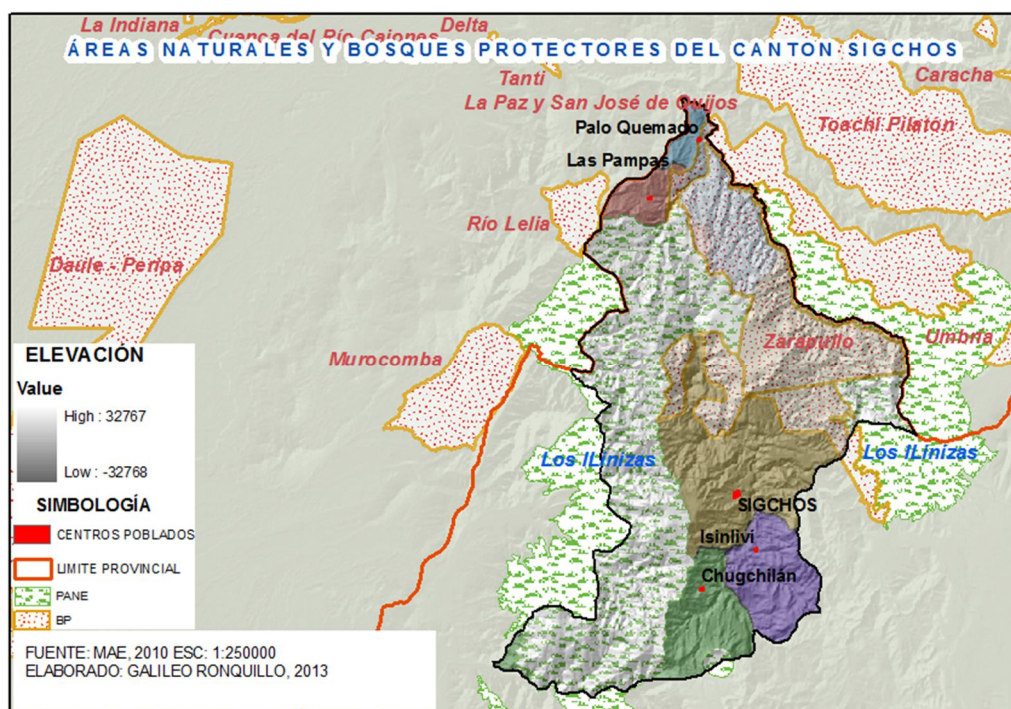 La Indiana
Cuenca del Río Cajones
Delta
ÁREAS NATURALES Y BOSQUES PROTECTORES DEL CANTON SIGCHOS
Tanti
Caracha
La Paz y San José de Quijos
Palo Quemado
Toachi Pilatón
Las Pampas
Río Lelia
Daule - Peripa
Zarapullo
Umbría
Murocomba
Los ILinizas
Los ILinizas
SIGCHOS
Isinlivi
Chugchilán
ELEVACIÓN
Value
High : 32767
Low : -32768
SIMBOLOGÍA
CENTROS POBLADOS
LIMITE PROVINCIAL
PANE
BP
FUENTE: MAE, 2010 ESC: 1:250000
ELABORADO: GALILEO RONQUILLO, 2013